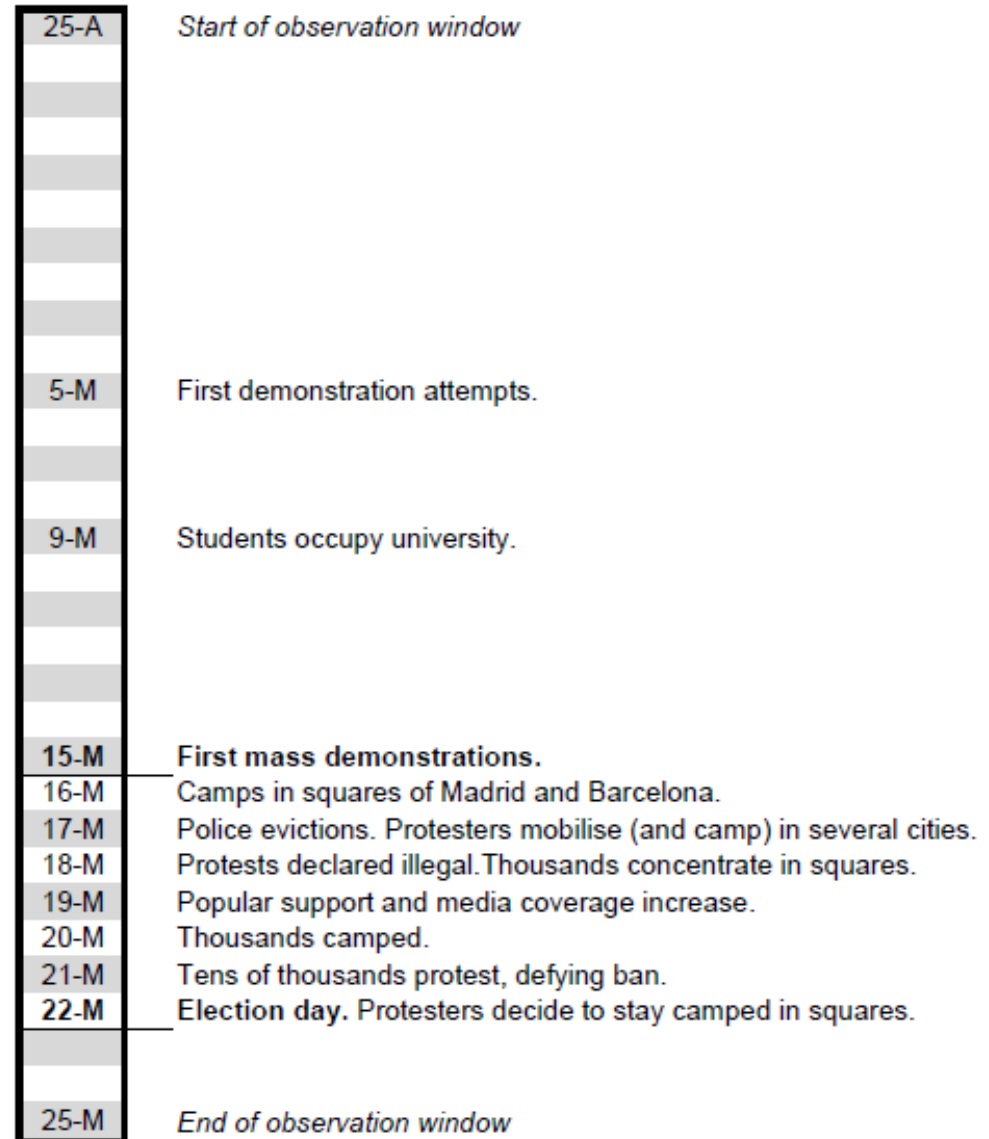 25-A Start of observation window
5-M First demonstration attempts.
9-M Students occupy university.
15-M First mass demonstrations.
16-M Camps in squares of Madrid and Barcelona.
17-M Police evictions. Protesters mobilise (and camp) in several cities.
18-M Protests declared illegal.Thousands concentrate in squares.
19-M Popular support and media coverage increase.
20-M Thousands camped.
21-M Tens of thousands protest, defying ban.
22-M Election day. Protesters decide to stay camped in squares.
25-M End of observation window